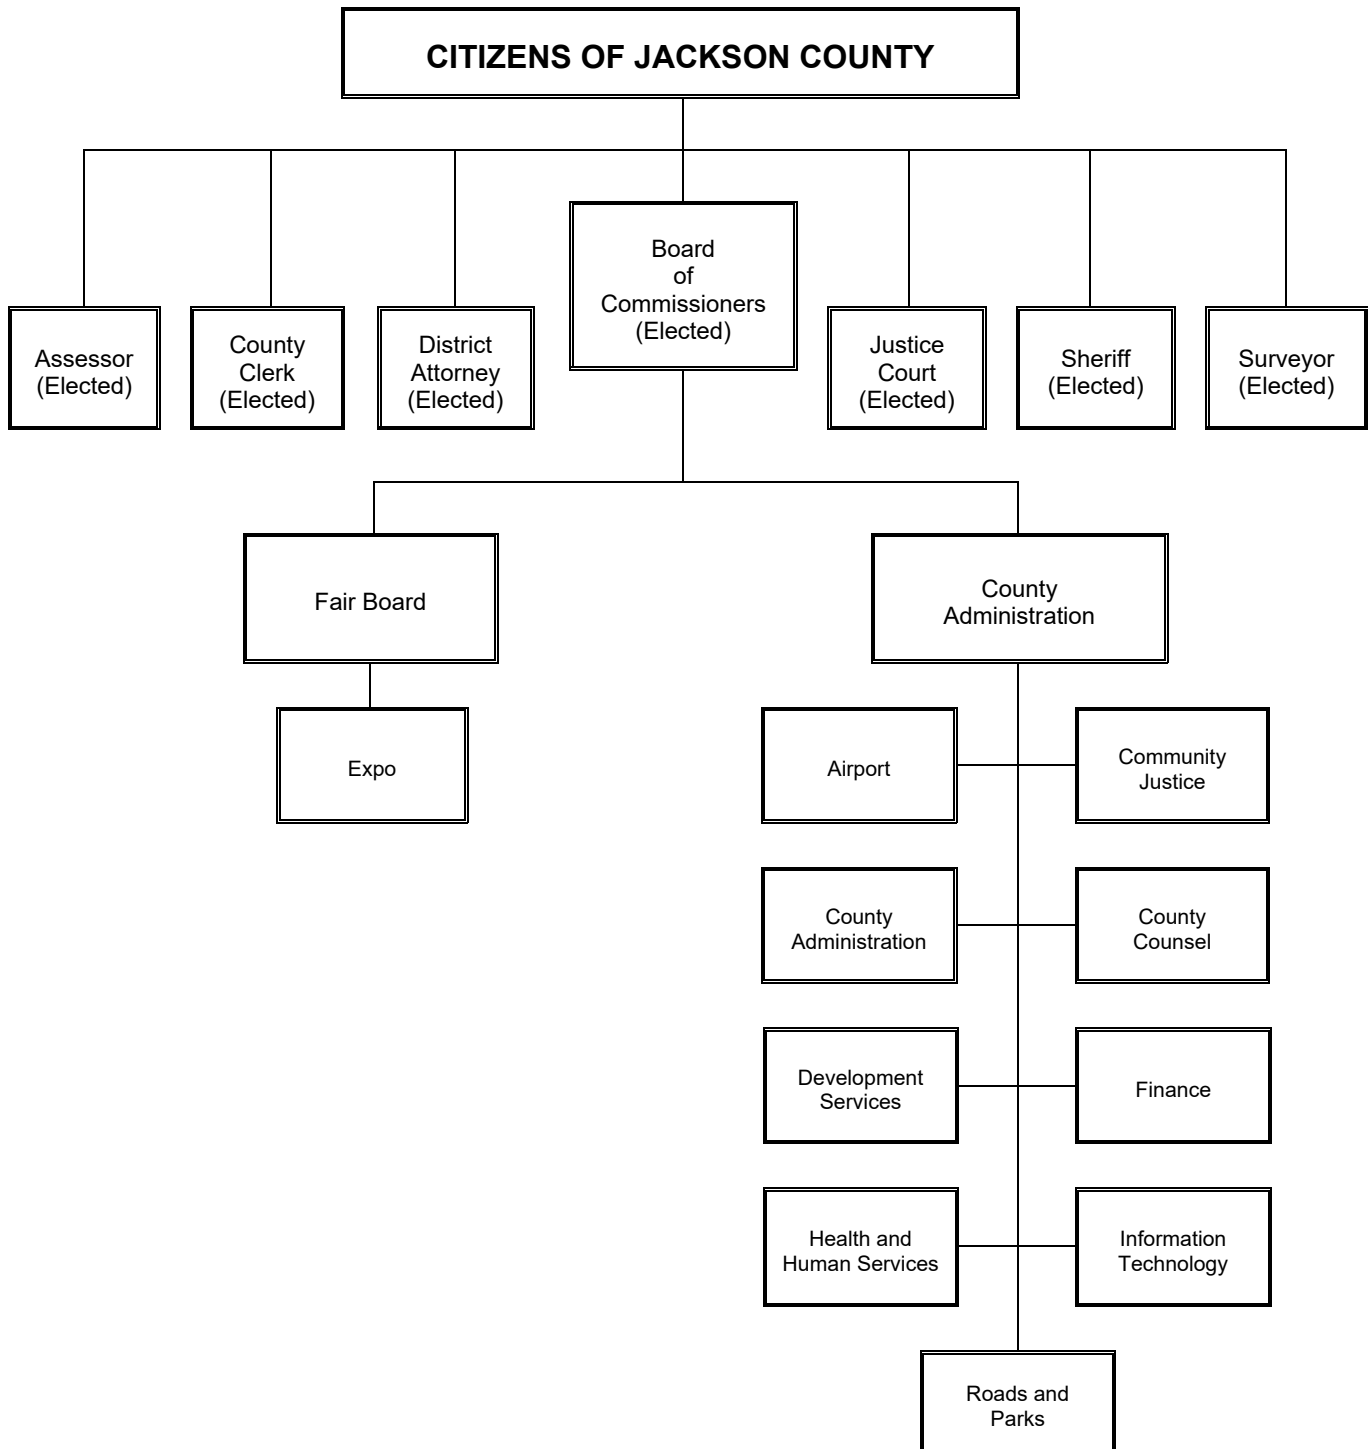 CITIZENS OF JACKSON COUNTY
Board
of
Commissioners
(Elected)
Assessor
(Elected)
County
Clerk
(Elected)
District
Attorney
(Elected)
Justice
Court
(Elected)
Sheriff
(Elected)
Surveyor
(Elected)
Fair Board
County
Administration
Expo
Airport
Community
Justice
County
Administration
County
Counsel
Development
Services
Finance
Health and
Human Services
Information
Technology
Roads and
Parks